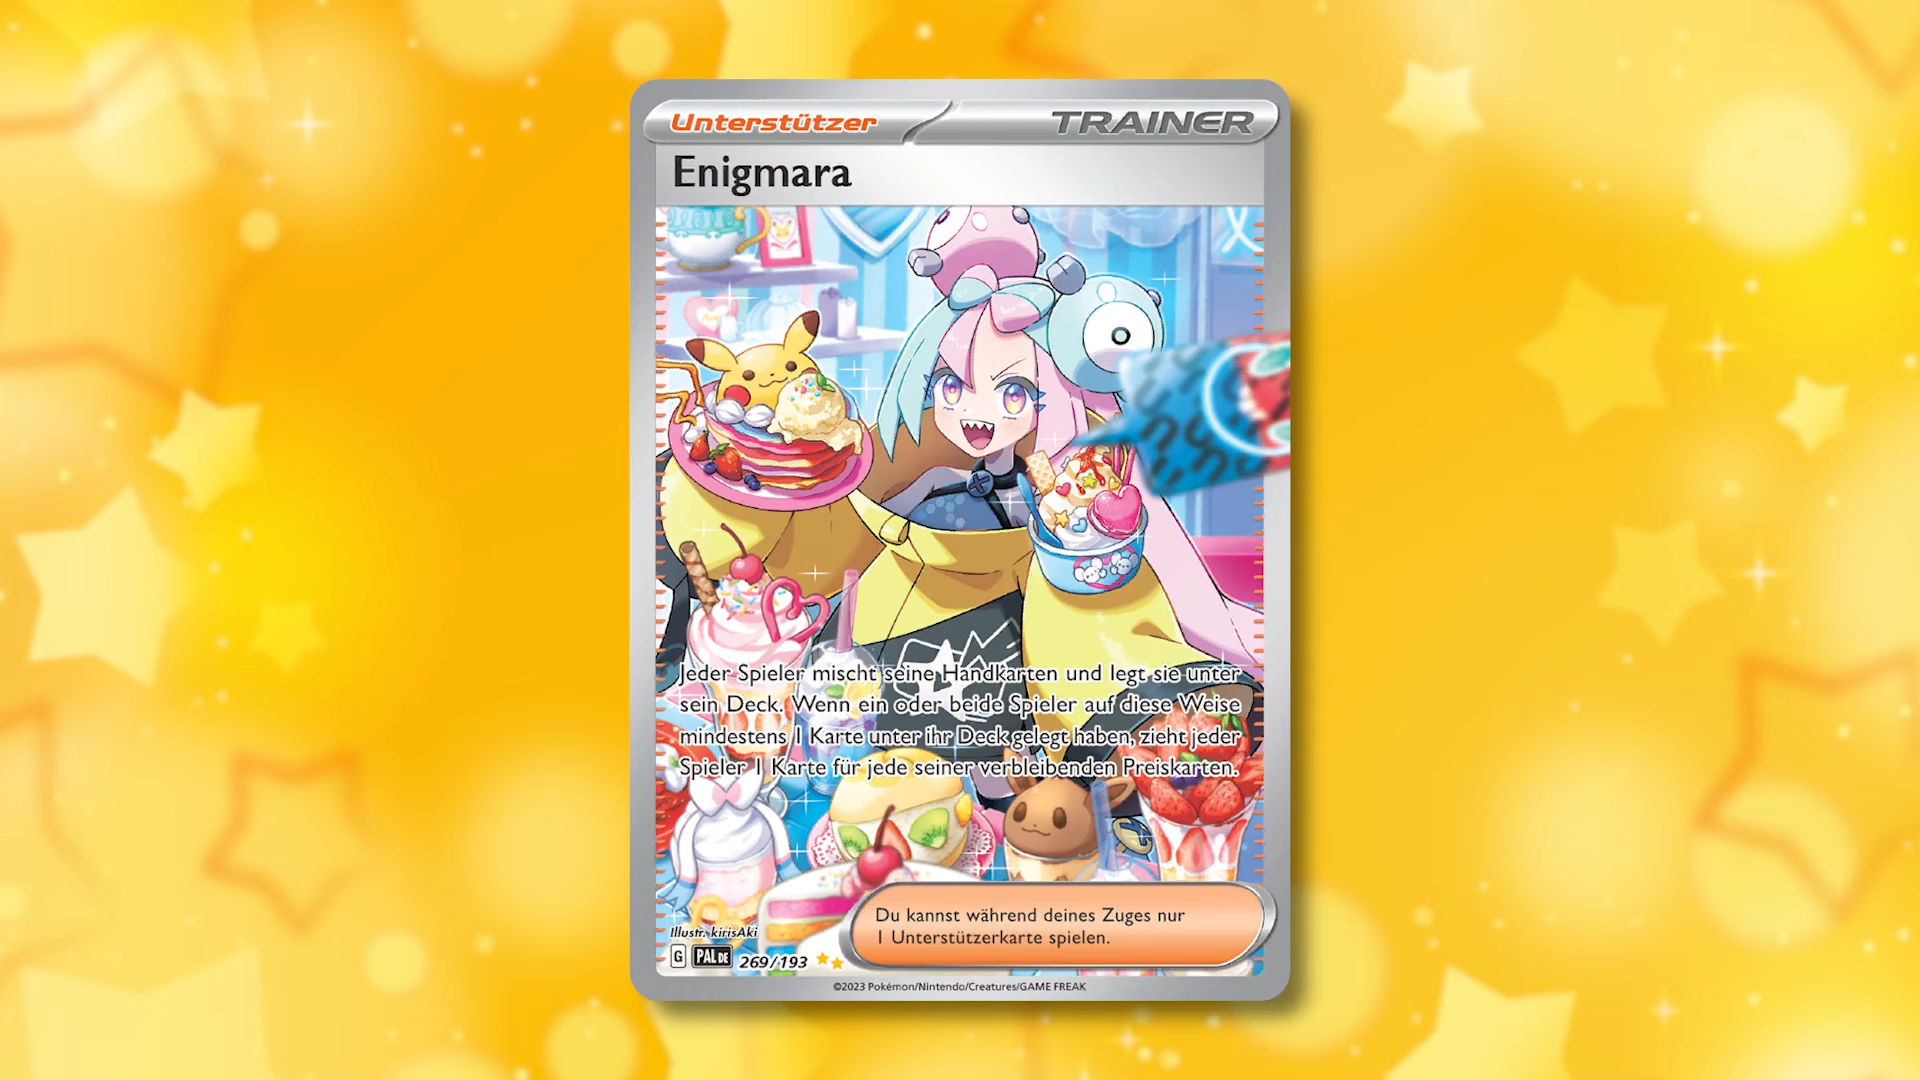 Unterstützer TRAINER
Enigmara
Jeder Spieler mischt seine Handkarten und legt sie unter
sein Deck. Wenn ein oder beide Spieler auf diese Weise
mindestens 1 Karte unter ihr Deck gelegt haben, zieht jeder
Spieler 1 Karte für jede seiner verbleibenden Preiskarten.
Du kannst während deines Zuges nur
1 Unterstützerkarte spielen.
Illustr. kirisAki
G PAL DE 269/193
©2023 Pokémon/Nintendo/Creatures/GAME FREAK